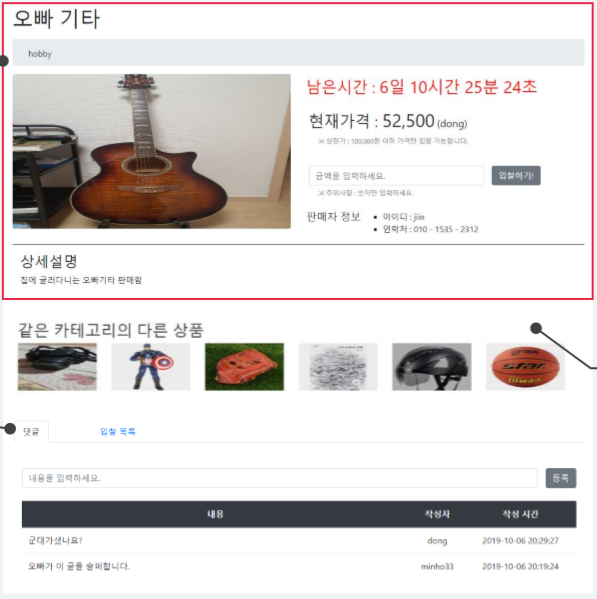 오빠 기타
hobby
남은시간 : 6일 10시간 25분 24초
현재가격 : 52,500 (dong)
※ 상한가 : 100,000원 이하 가격만 입찰 가능합니다.
금액을 입력하세요.
입찰하기!
※ 주의사항 : 숫자만 입력하세요.
판매자 정보
아이디 : jiin
연락처 : 010 - 1535 - 2312
상세설명
집에 굴러다니는 오빠기타 판매함
같은 카테고리의 다른 상품
star
댓글
입찰 목록
내용을 입력하세요.
등록
내용 작성자 작성 시간
군대가셨나요? dong 2019-10-06 20:29:27
오빠가 이 글을 슬퍼합니다. minho33 2019-10-06 20:19:24